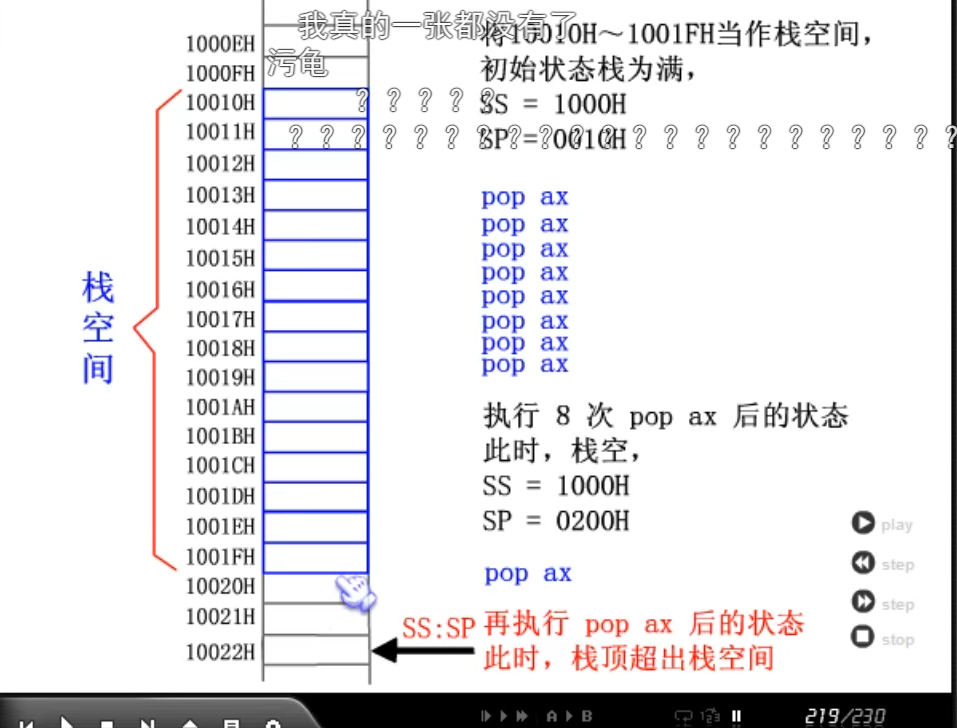 我真的一张都没有了
污龟
? ? ? ? ?
? ? ? ? ? ? ? ? ? ? ? ? ? ? ? ? ? ? ? ? ? ?
1000EH
1000FH
10010H
10011H
10012H
10013H
10014H
10015H
10016H
10017H
10018H
10019H
1001AH
1001BH
1001CH
1001DH
1001EH
1001FH
10020H
10021H
10022H
栈空间
将10010H～1001FH当作栈空间，
初始状态栈为满，
SS = 1000H
SP = 0010H
pop ax
pop ax
pop ax
pop ax
pop ax
pop ax
pop ax
pop ax
执行 8 次 pop ax 后的状态
此时，栈空，
SS = 1000H
SP = 0200H
pop ax
SS:SP
再执行 pop ax 后的状态
此时，栈顶超出栈空间
play
step
step
stop
A B
123
219/230